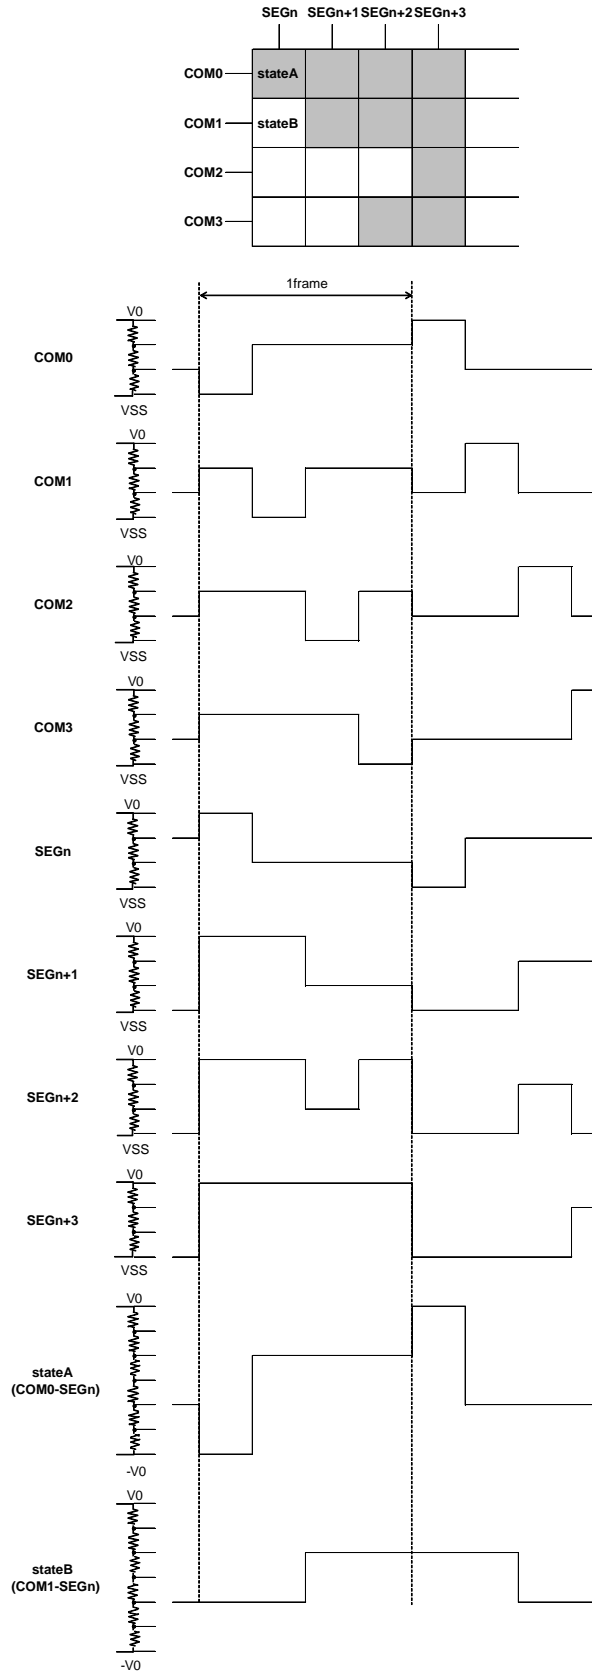 SEGn SEGn+1 SEGn+2 SEGn+3
COM0 stateA
COM1 stateB
COM2
COM3
1frame
V0
COM0
VSS
V0
COM1
VSS
V0
COM2
VSS
V0
COM3
VSS
V0
SEGn
VSS
V0
SEGn+1
VSS
V0
SEGn+2
VSS
V0
SEGn+3
VSS
V0
stateA
(COM0-SEGn)
-V0
V0
stateB
(COM1-SEGn)
-V0